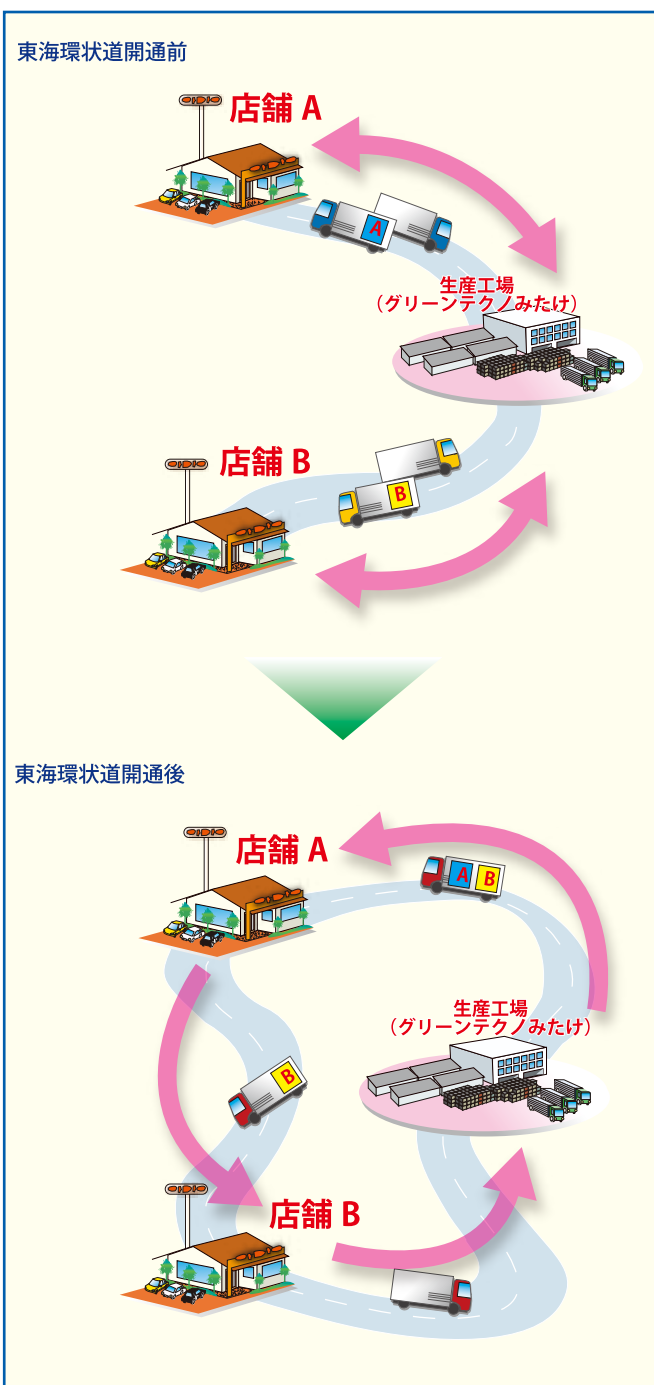 東海環状道開通前
店舗 A
A
生産工場
（グリーンテクノみたけ）
店舗 B
B
東海環状道開通後
店舗 A
A B
生産工場
（グリーンテクノみたけ）
B
店舗 B